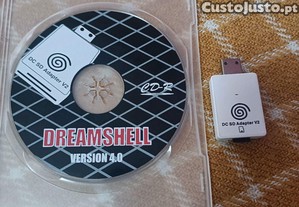 Custojusto.pt
DC SD Adapter V2
CD-R
DREAMSHELL
VERSION 4.0
DC SD Adapter V2